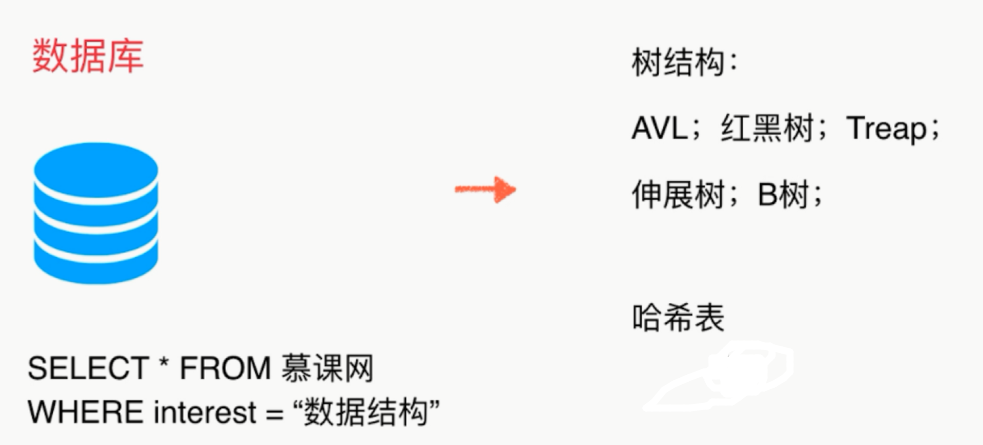 数据库
SELECT * FROM 慕课网
WHERE interest = “数据结构”
树结构：
AVL；红黑树；Treap；
伸展树；B树；
哈希表